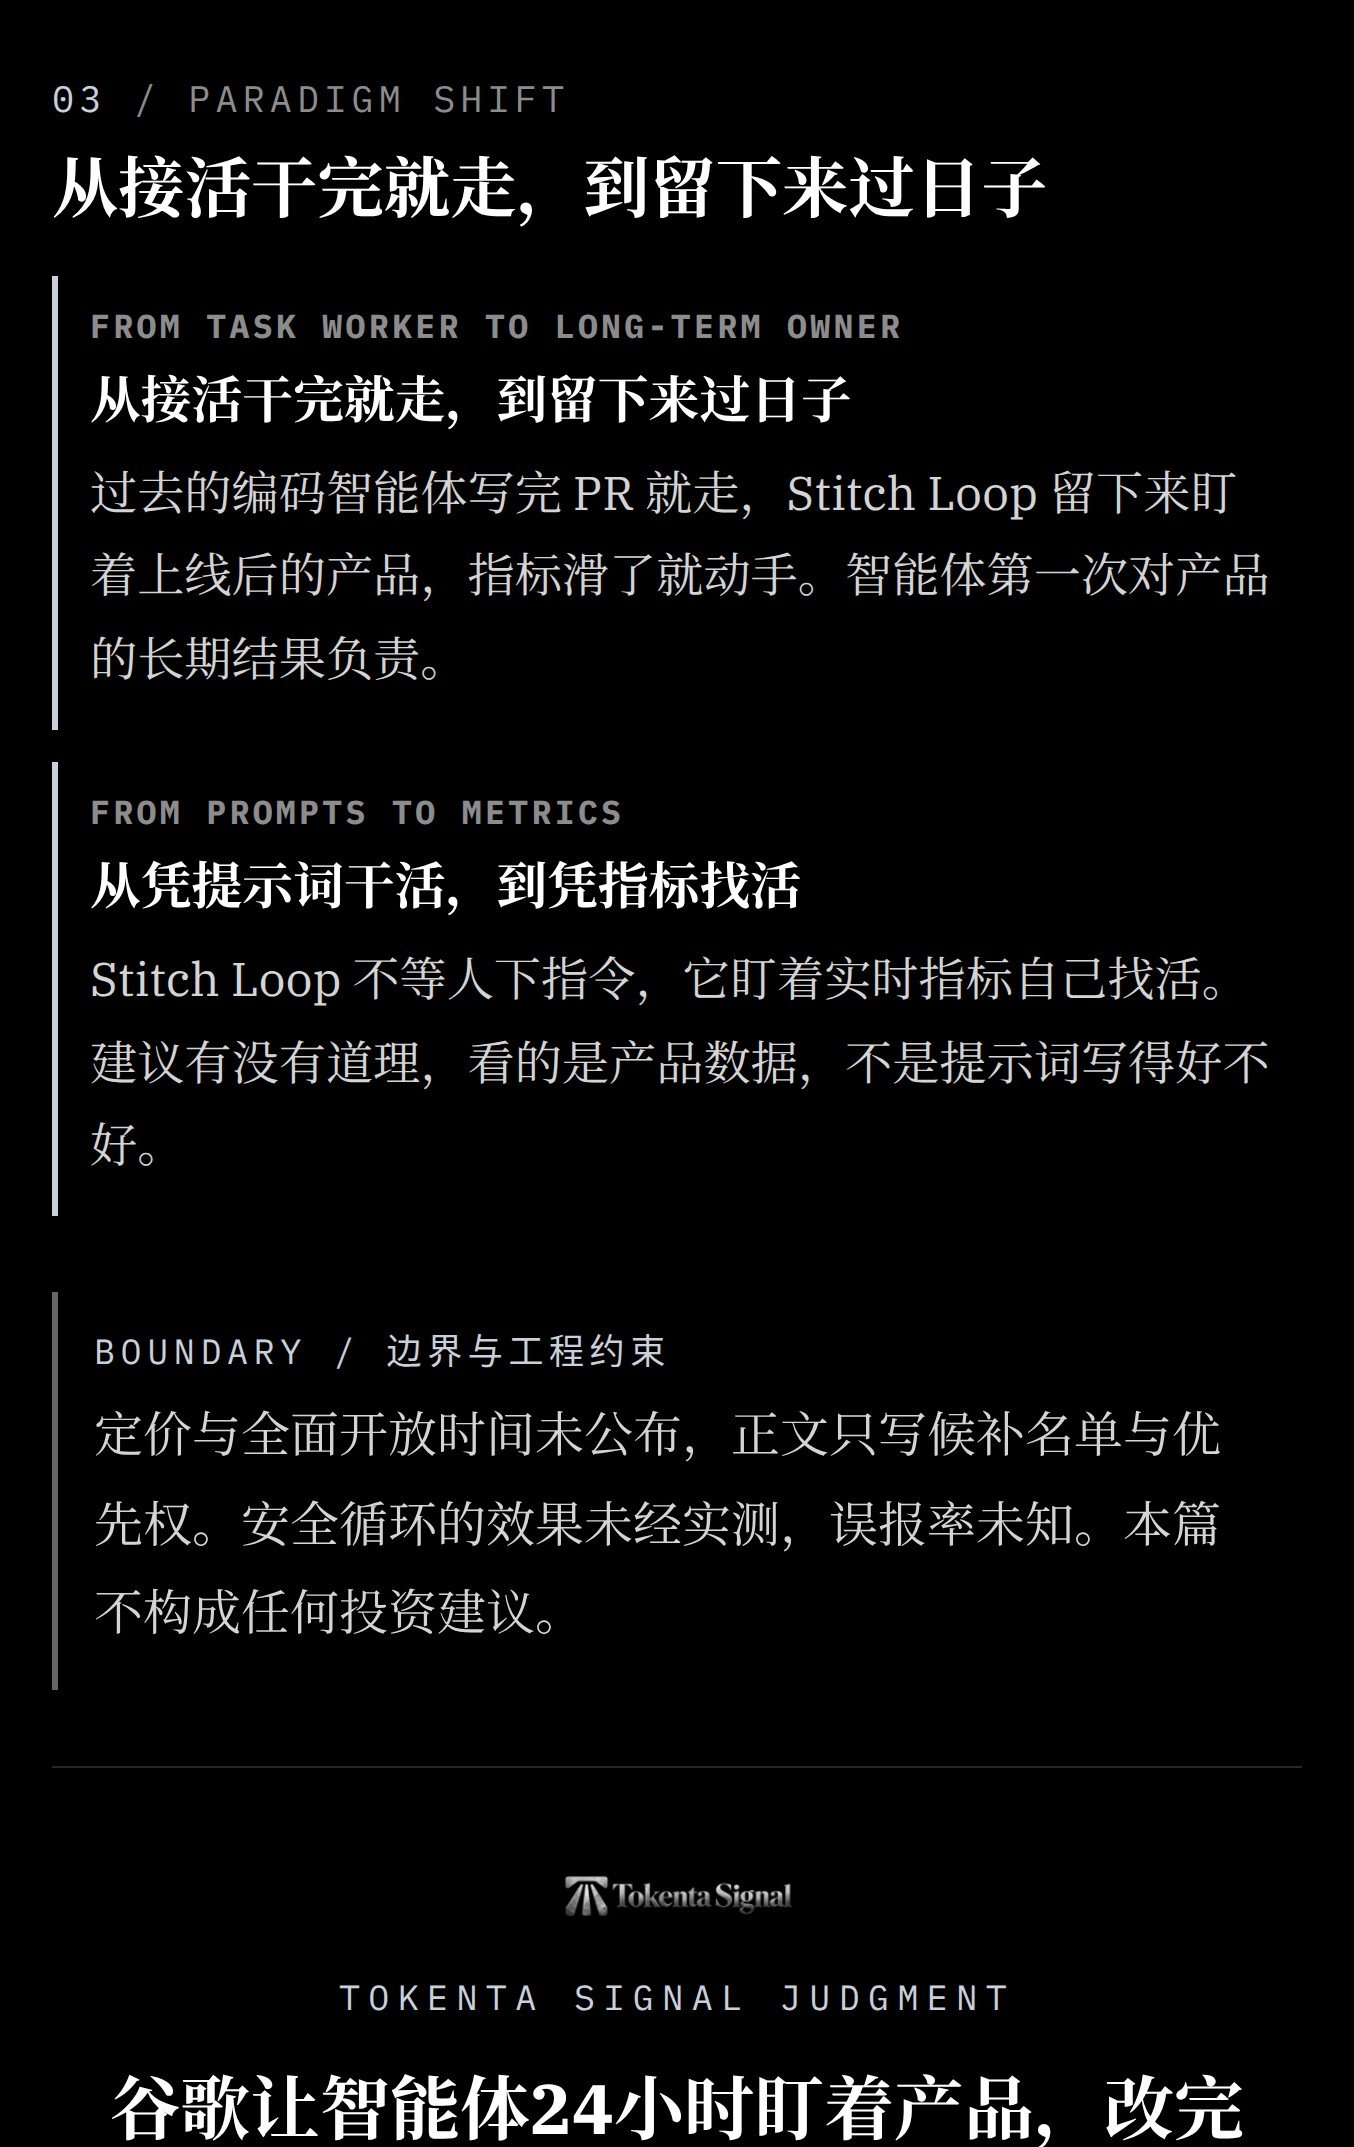 03 / PARADIGM SHIFT
从接活干完就走，到留下来过日子
FROM TASK WORKER TO LONG-TERM OWNER
从接活干完就走，到留下来过日子
过去的编码智能体写完 PR 就走，Stitch Loop 留下来盯
着上线后的产品，指标滑了就动手。智能体第一次对产品
的长期结果负责。
FROM PROMPTS TO METRICS
从凭提示词干活，到凭指标找活
Stitch Loop 不等人下指令，它盯着实时指标自己找活。
建议有没有道理，看的是产品数据，不是提示词写得好不
好。
BOUNDARY / 边界与工程约束
定价与全面开放时间未公布，正文只写候补名单与优
先权。安全循环的效果未经实测，误报率未知。本篇
不构成任何投资建议。
Tokenta Signal
TOKENTA SIGNAL JUDGMENT
谷歌让智能体24小时盯着产品，改完